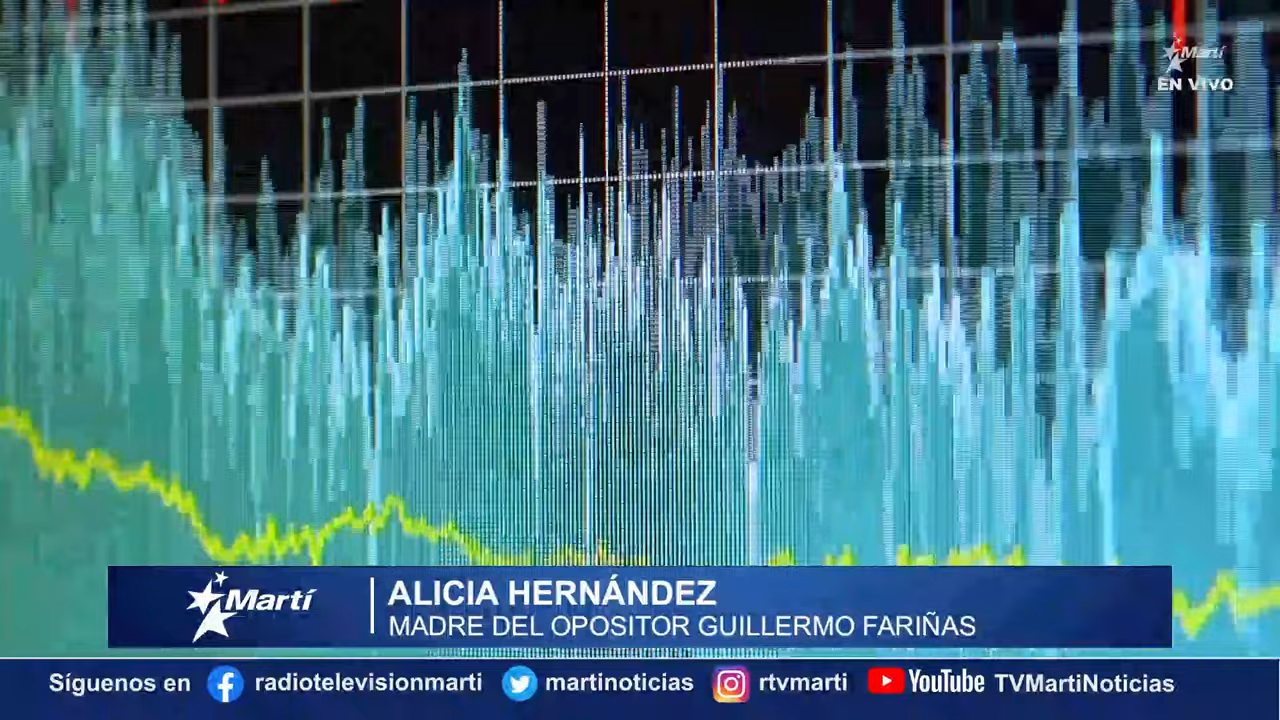 Martí
EN VIVO
Martí
ALICIA HERNÁNDEZ
MADRE DEL OPOSITOR GUILLERMO FARIÑAS
Síguenos en radiotelevisionmarti martinoticias rtvmarti YouTube TVMartiNoticias